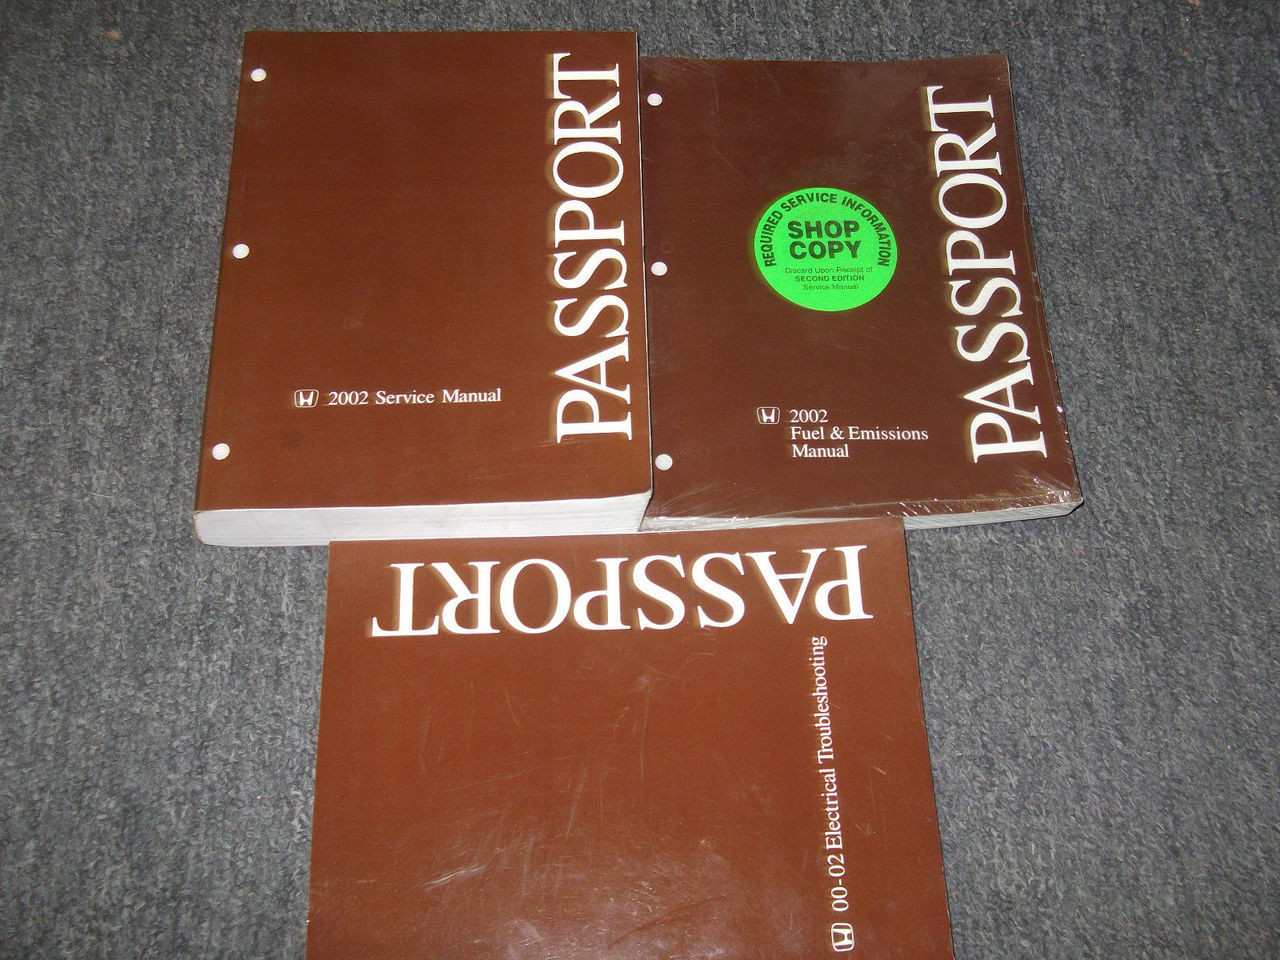 PASSPORT
2002 Service Manual
PASSPORT
REQUIRED SERVICE INFORMATION
SHOP
COPY
Discard Upon Receipt of
SECOND EDITION
Service Manual
2002
Fuel & Emissions
Manual
PASSPORT
00-02 Electrical Troubleshooting